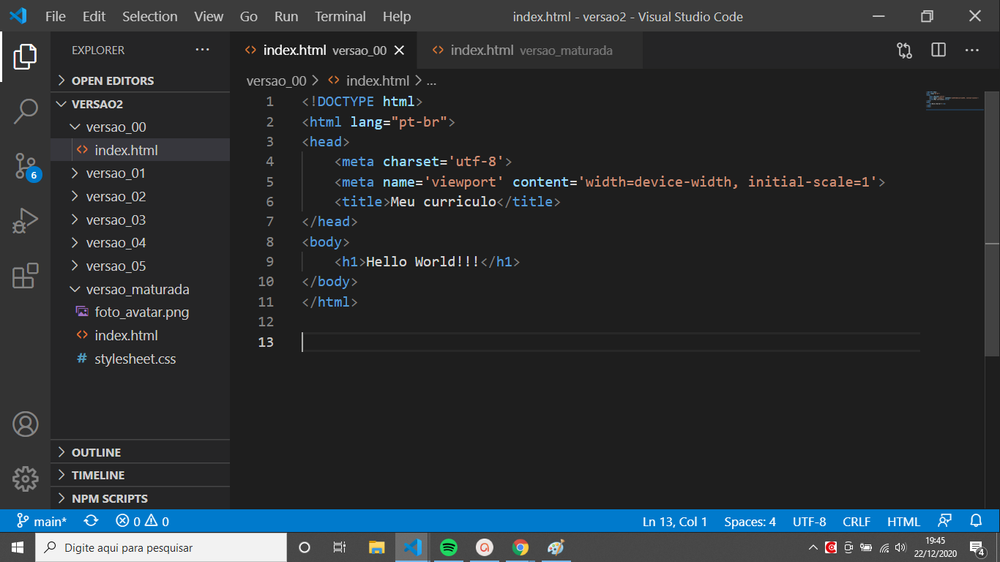 File Edit Selection View Go Run Terminal Help index.html - versao2 - Visual Studio Code
EXPLORER
index.html versao_00 index.html versao_maturada
OPEN EDITORS
VERSAO2
versao_00
index.html
versao_01
versao_02
versao_03
versao_04
versao_05
versao_maturada
foto_avatar.png
index.html
stylesheet.css
OUTLINE
TIMELINE
NPM SCRIPTS
6
versao_00 > index.html > ...
1 <!DOCTYPE html>
2 <html lang="pt-br">
3 <head>
4 <meta charset='utf-8'>
5 <meta name='viewport' content='width=device-width, initial-scale=1'>
6 <title>Meu curriculo</title>
7 </head>
8 <body>
9 <h1>Hello World!!!</h1>
10 </body>
11 </html>
12
13
main* 0 0 Ln 13, Col 1 Spaces: 4 UTF-8 CRLF HTML
Digite aqui para pesquisar
19:45
22/12/2020
4